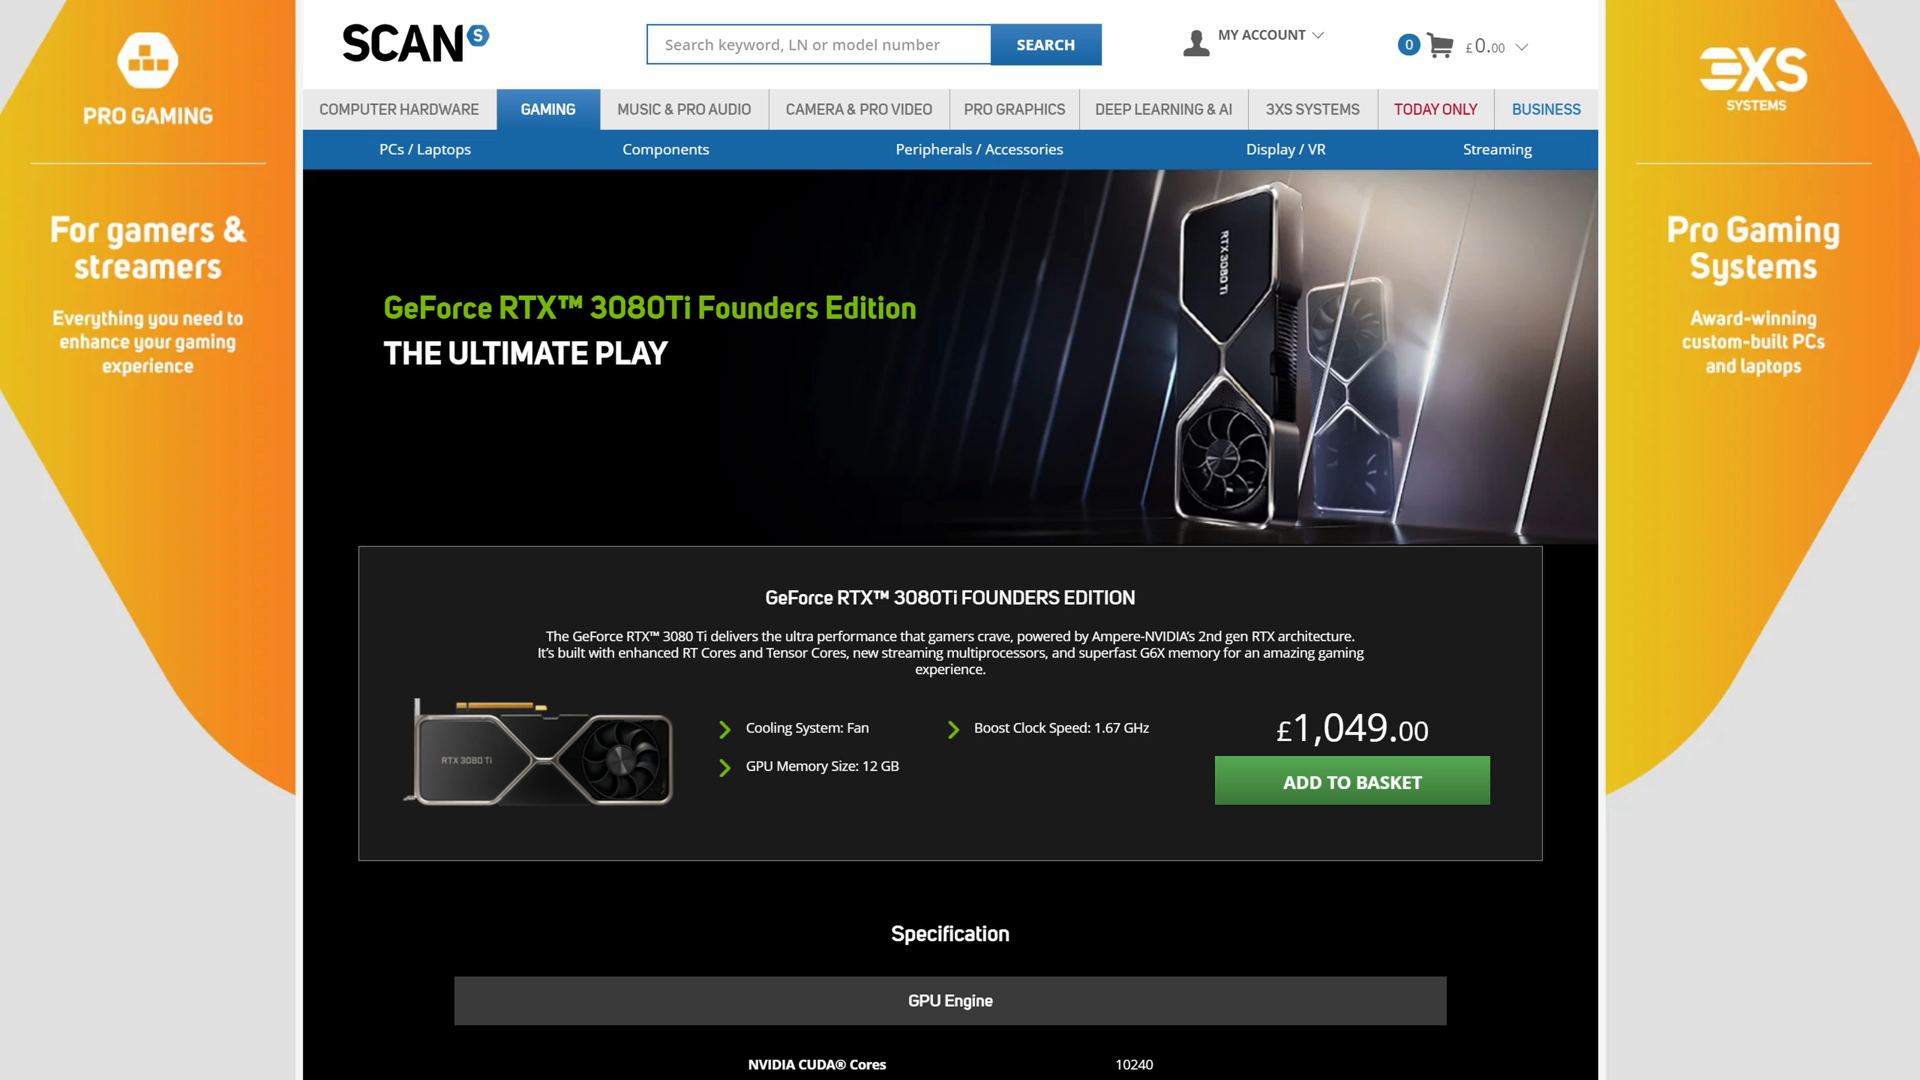 PRO GAMING
For gamers &
streamers
Everything you need to
enhance your gaming
experience
SCAN S
Search keyword, LN or model number
SEARCH
MY ACCOUNT
0
£0.00
COMPUTER HARDWARE
GAMING
MUSIC & PRO AUDIO
CAMERA & PRO VIDEO
PRO GRAPHICS
DEEP LEARNING & AI
3XS SYSTEMS
TODAY ONLY
BUSINESS
PCs / Laptops
Components
Peripherals / Accessories
Display / VR
Streaming
GeForce RTX™ 3080Ti Founders Edition
THE ULTIMATE PLAY
RTX 3080Ti
GeForce RTX™ 3080Ti FOUNDERS EDITION
The GeForce RTX™ 3080 Ti delivers the ultra performance that gamers crave, powered by Ampere-NVIDIA's 2nd gen RTX architecture.
It's built with enhanced RT Cores and Tensor Cores, new streaming multiprocessors, and superfast G6X memory for an amazing gaming
experience.
RTX 3080 Ti
Cooling System: Fan
Boost Clock Speed: 1.67 GHz
GPU Memory Size: 12 GB
£1,049.00
ADD TO BASKET
Specification
GPU Engine
NVIDIA CUDA® Cores
10240
3XS
SYSTEMS
Pro Gaming
Systems
Award-winning
custom-built PCs
and laptops